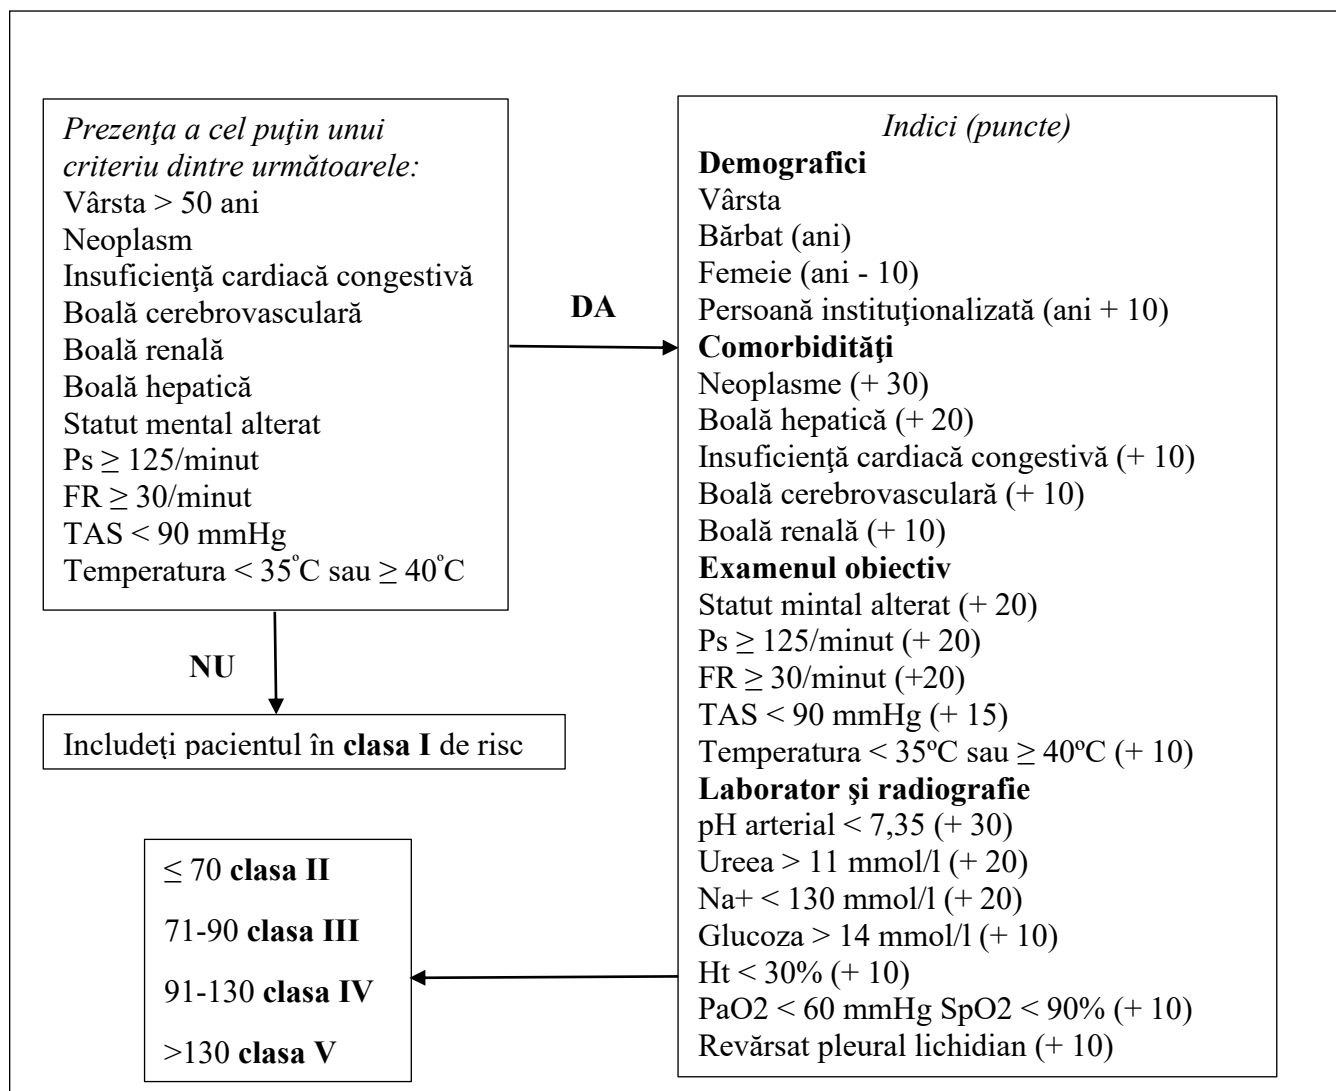 Prezenţa a cel puţin unui
criteriu dintre următoarele:
Vârsta > 50 ani
Neoplasm
Insuficienţă cardiacă congestivă
Boală cerebrovasculară
Boală renală
Boală hepatică
Statut mental alterat
Ps ≥ 125/minut
FR ≥ 30/minut
TAS < 90 mmHg
Temperatura < 35°C sau ≥ 40°C
DA
NU
Includeţi pacientul în clasa I de risc
Indici (puncte)
Demografici
Vârsta
Bărbat (ani)
Femeie (ani - 10)
Persoană instituţionalizată (ani + 10)
Comorbidităţi
Neoplasme (+ 30)
Boală hepatică (+ 20)
Insuficienţă cardiacă congestivă (+ 10)
Boală cerebrovasculară (+ 10)
Boală renală (+ 10)
Examenul obiectiv
Statut mintal alterat (+ 20)
Ps ≥ 125/minut (+ 20)
FR ≥ 30/minut (+20)
TAS < 90 mmHg (+ 15)
Temperatura < 35ºC sau ≥ 40ºC (+ 10)
Laborator şi radiografie
pH arterial < 7,35 (+ 30)
Ureea > 11 mmol/l (+ 20)
Na+ < 130 mmol/l (+ 20)
Glucoza > 14 mmol/l (+ 10)
Ht < 30% (+ 10)
PaO2 < 60 mmHg SpO2 < 90% (+ 10)
Revărsat pleural lichidian (+ 10)
≤ 70 clasa II
71-90 clasa III
91-130 clasa IV
>130 clasa V